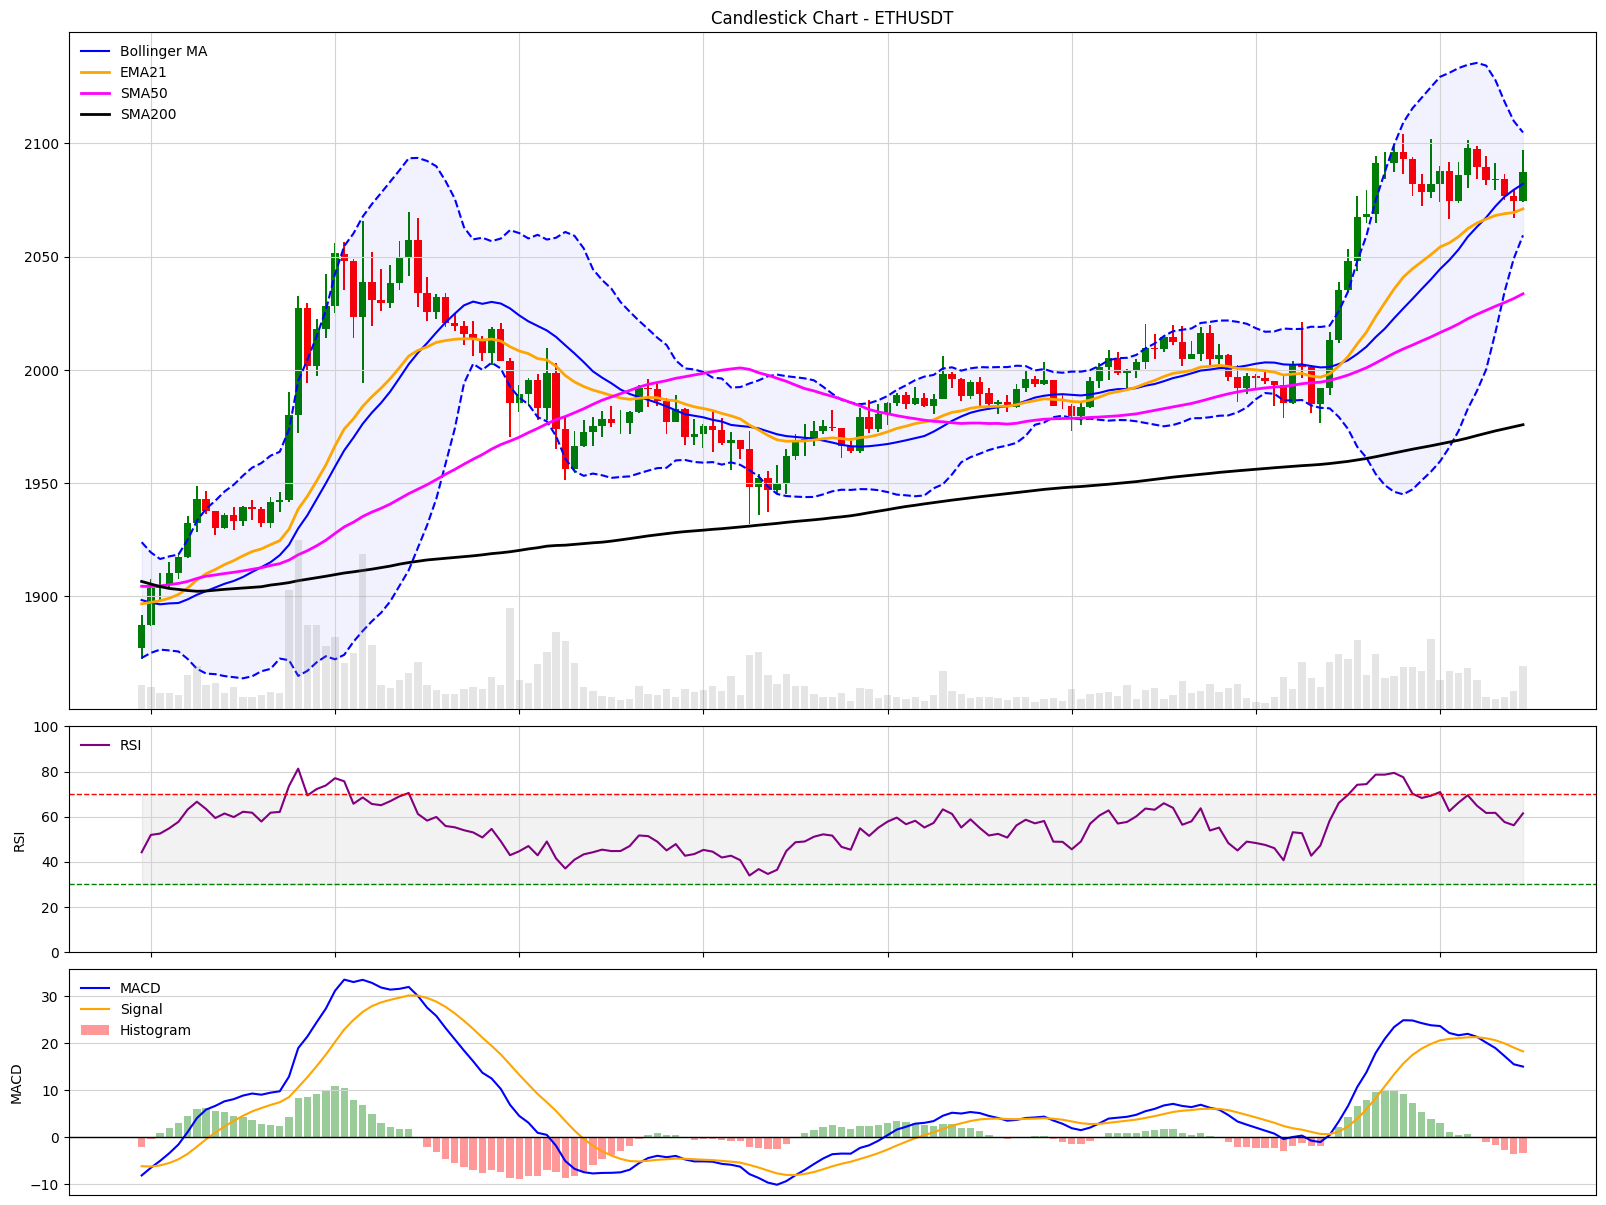 Candlestick Chart - ETHUSDT
Bollinger MA
EMA21
SMA50
SMA200
2100
2050
2000
1950
1900
100
80
60
40
20
0
RSI
RSI
30
20
10
0
−10
MACD
MACD
Signal
Histogram